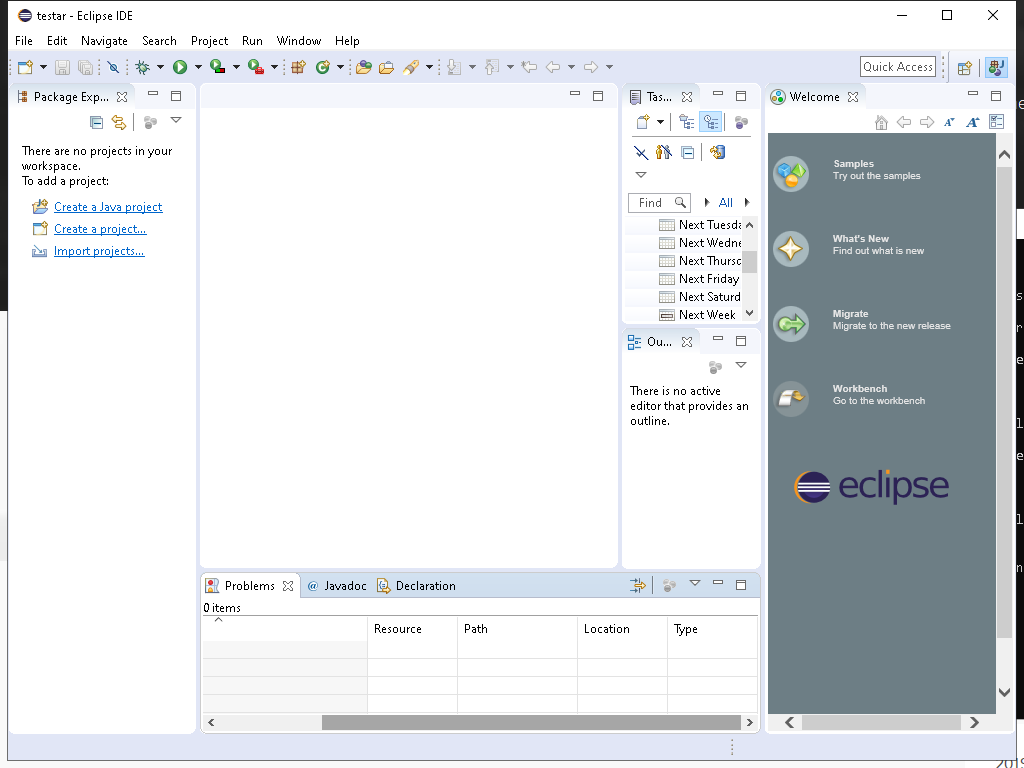 testar - Eclipse IDE
File Edit Navigate Search Project Run Window Help
Quick Access
Package Exp...
There are no projects in your
workspace.
To add a project:
Create a Java project
Create a project...
Import projects...
Tas...
Find
All
Next Tuesda
Next Wedne
Next Thursd
Next Friday
Next Saturd
Next Week
Ou...
There is no active
editor that provides an
outline.
Welcome
Samples
Try out the samples
What's New
Find out what is new
Migrate
Migrate to the new release
Workbench
Go to the workbench
eclipse
Problems @ Javadoc Declaration
0 items
Resource Path Location Type